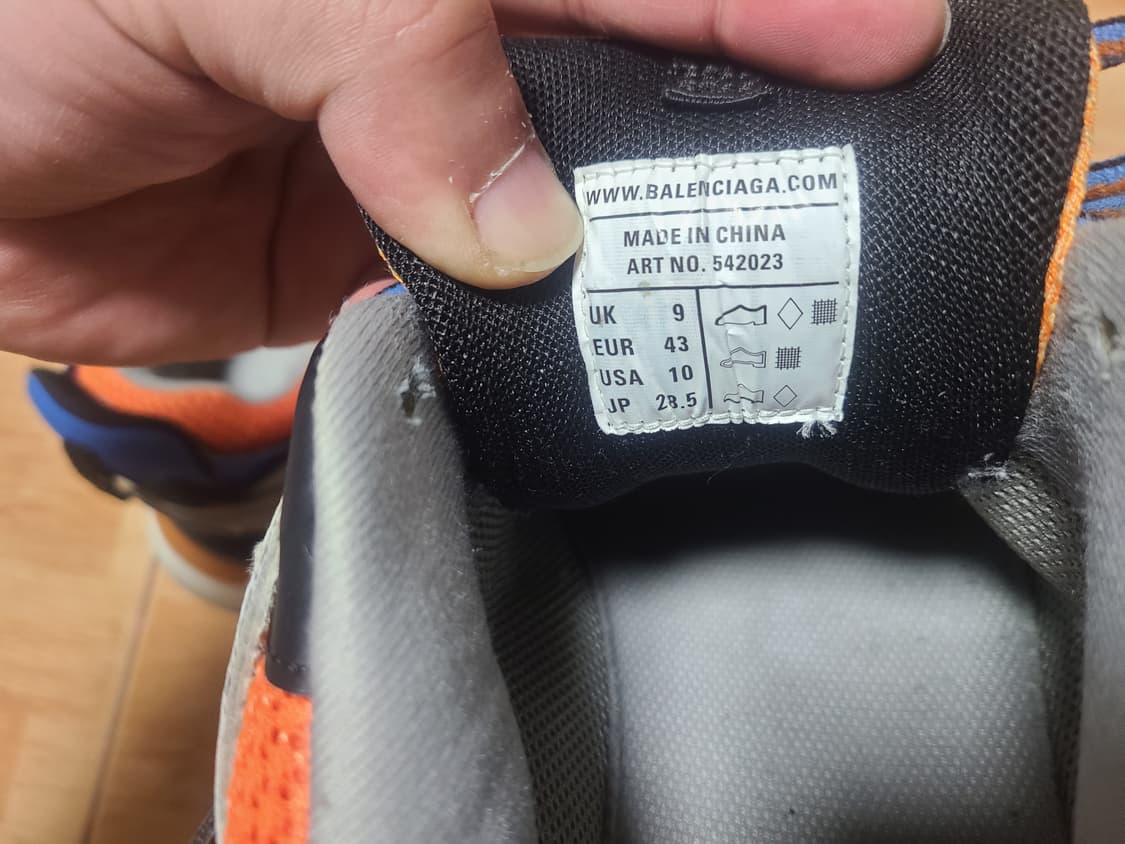 WWW.BALENCIAGA.COM
MADE IN CHINA
ART NO. 542023
UK 9
EUR 43
USA 10
JP 28.5